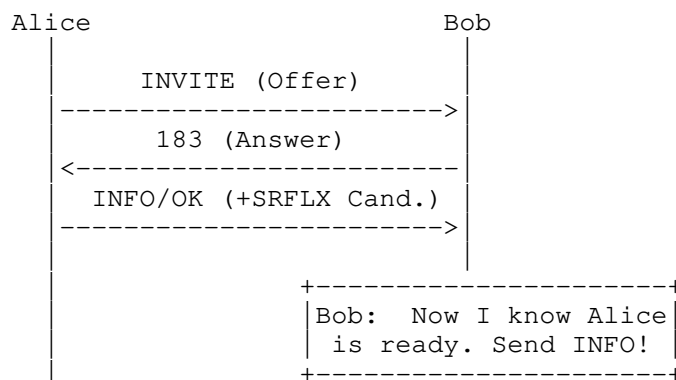 Alice Bob
INVITE (Offer)
183 (Answer)
INFO/OK (+SRFLX Cand.)
Bob: Now I know Alice
is ready. Send INFO!